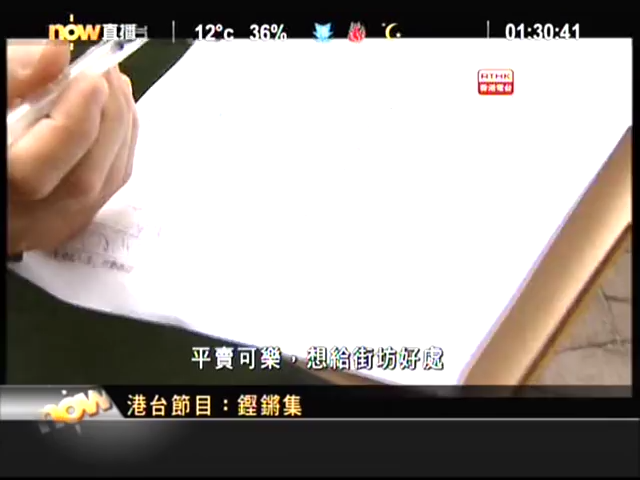 now直播
12°c 36% 01:30:41
RTHK
香港電台
平賣可樂，想給街坊好處
now 港台節目：鏗鏘集